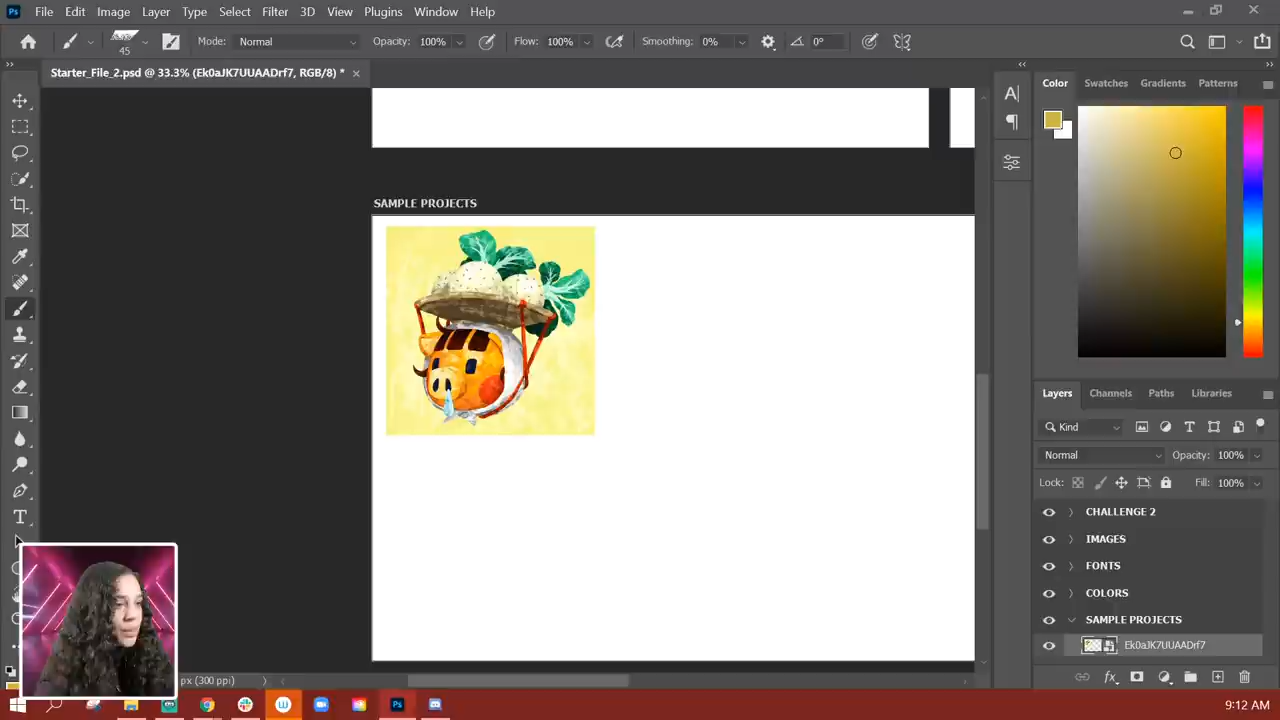 Ps File Edit Image Layer Type Select Filter 3D View Plugins Window Help
45 Mode: Normal Opacity: 100% Flow: 100% Smoothing: 0% 0°
Starter_File_2.psd @ 33.3% (Ek0aJK7UUAADrf7, RGB/8) *
Color Swatches Gradients Patterns
SAMPLE PROJECTS
Layers Channels Paths Libraries
Kind
Normal Opacity: 100%
Lock: Fill: 100%
CHALLENGE 2
IMAGES
FONTS
COLORS
SAMPLE PROJECTS
Ek0aJK7UUAADrf7
px (300 ppi)
9:12 AM